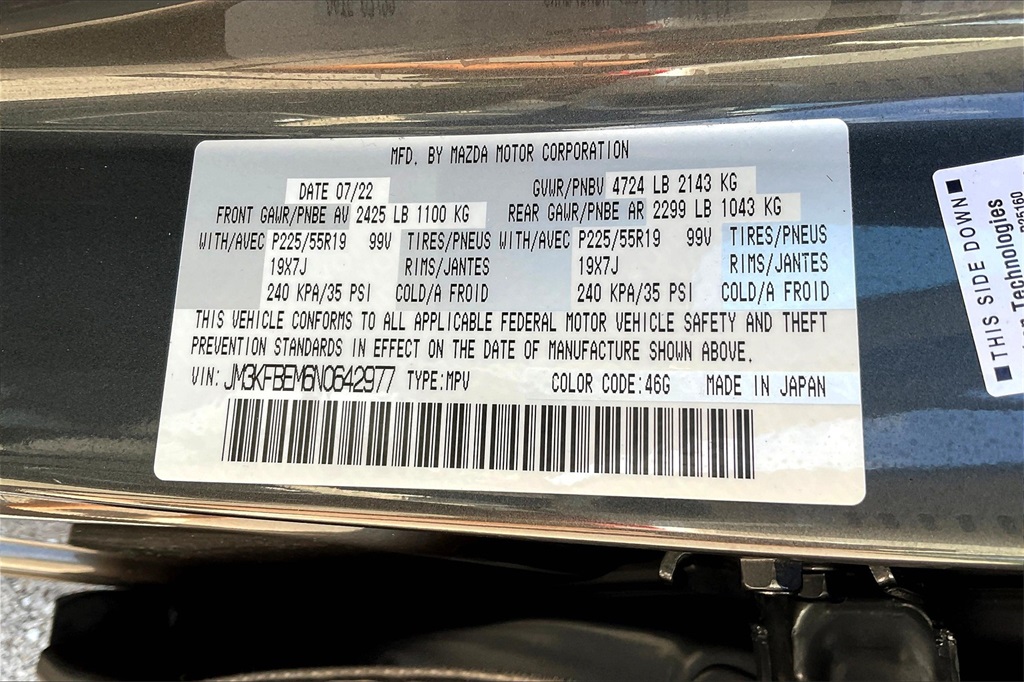 MFD. BY MAZDA MOTOR CORPORATION
DATE 07/22 GVWR/PNBV 4724 LB 2143 KG
FRONT GAWR/PNBE AV 2425 LB 1100 KG REAR GAWR/PNBE AR 2299 LB 1043 KG
WITH/AVEC P225/55R19 99V TIRES/PNEUS WITH/AVEC P225/55R19 99V TIRES/PNEUS
19X7J RIMS/JANTES 19X7J RIMS/JANTES
240 KPA/35 PSI COLD/A FROID 240 KPA/35 PSI COLD/A FROID
THIS VEHICLE CONFORMS TO ALL APPLICABLE FEDERAL MOTOR VEHICLE SAFETY AND THEFT
PREVENTION STANDARDS IN EFFECT ON THE DATE OF MANUFACTURE SHOWN ABOVE.
VIN: JM3KFBEM6N0642977 TYPE:MPV COLOR CODE:46G MADE IN JAPAN
THIS SIDE DOWN
Technologies